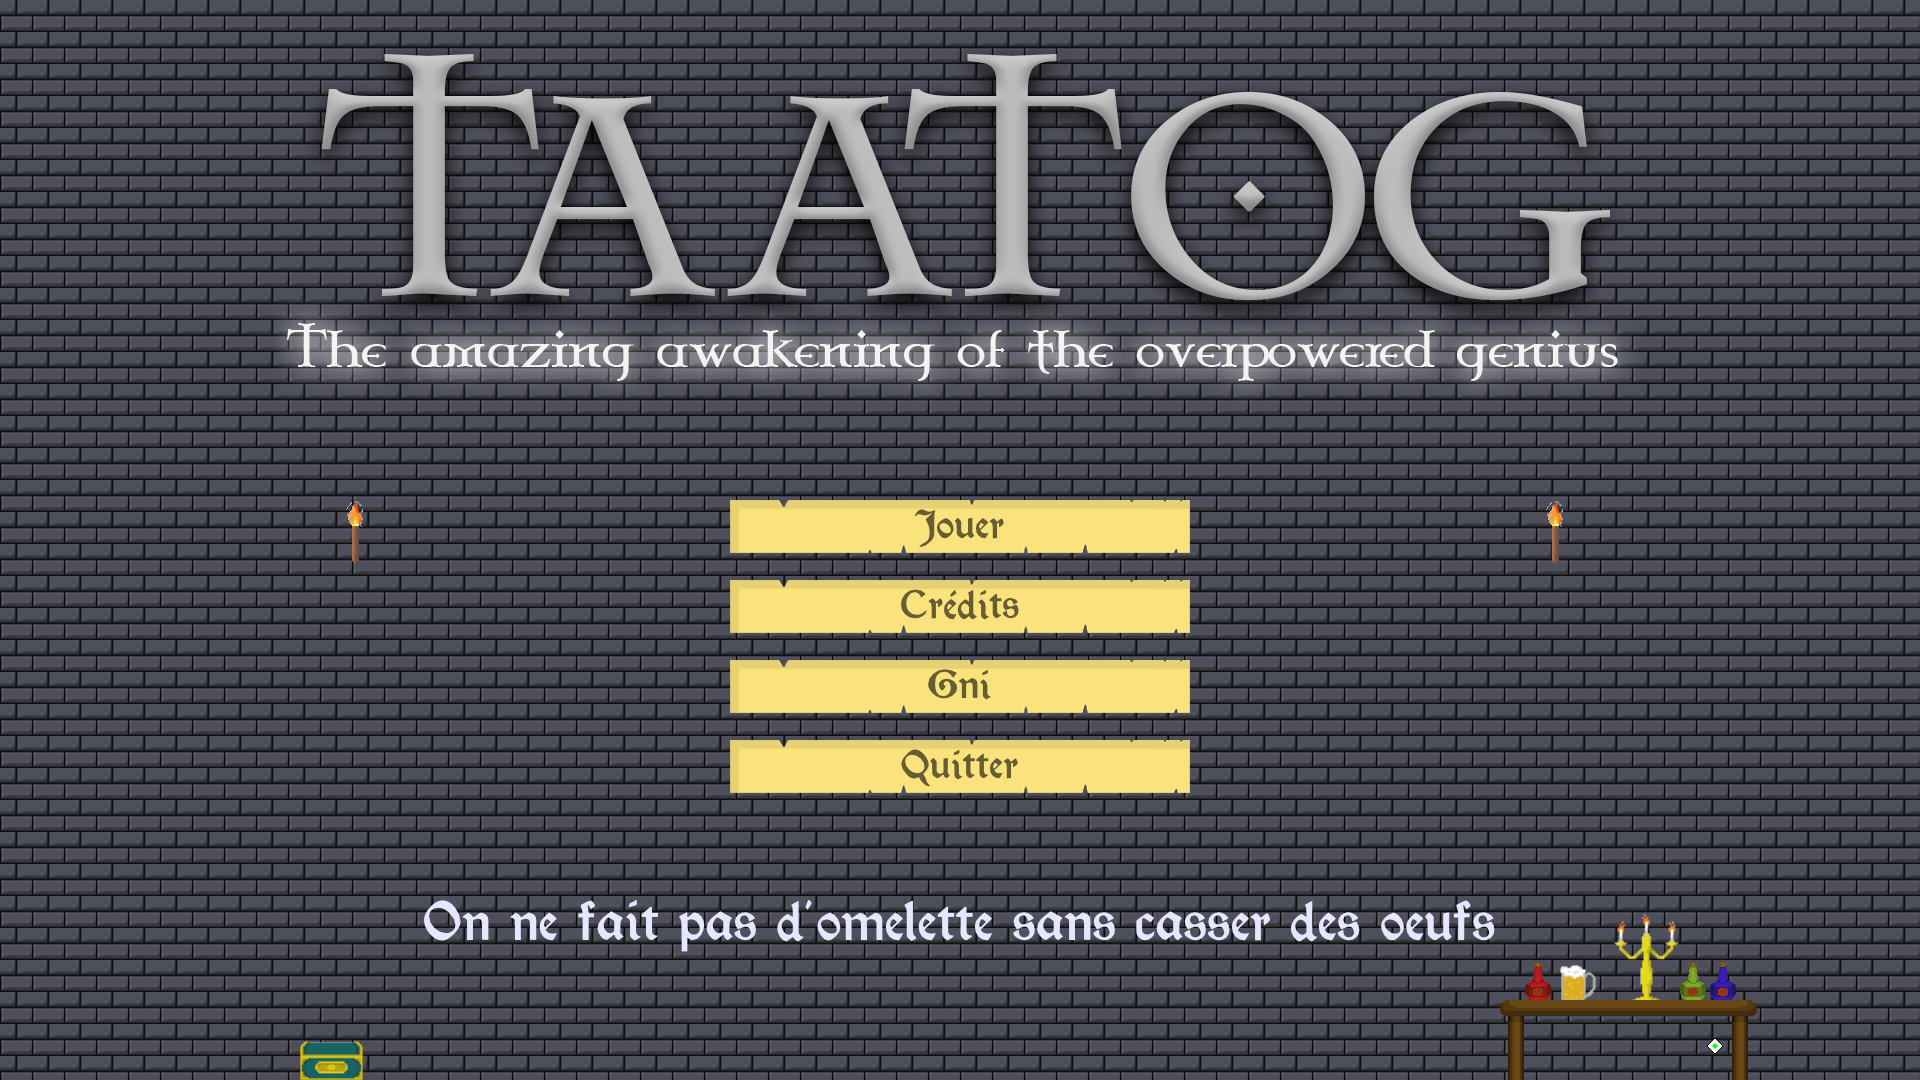 TAATOG
The amazing awakening of the overpowered genius
Jouer
Crédits
Gni
Quitter
On ne fait pas d'omelette sans casser des oeufs